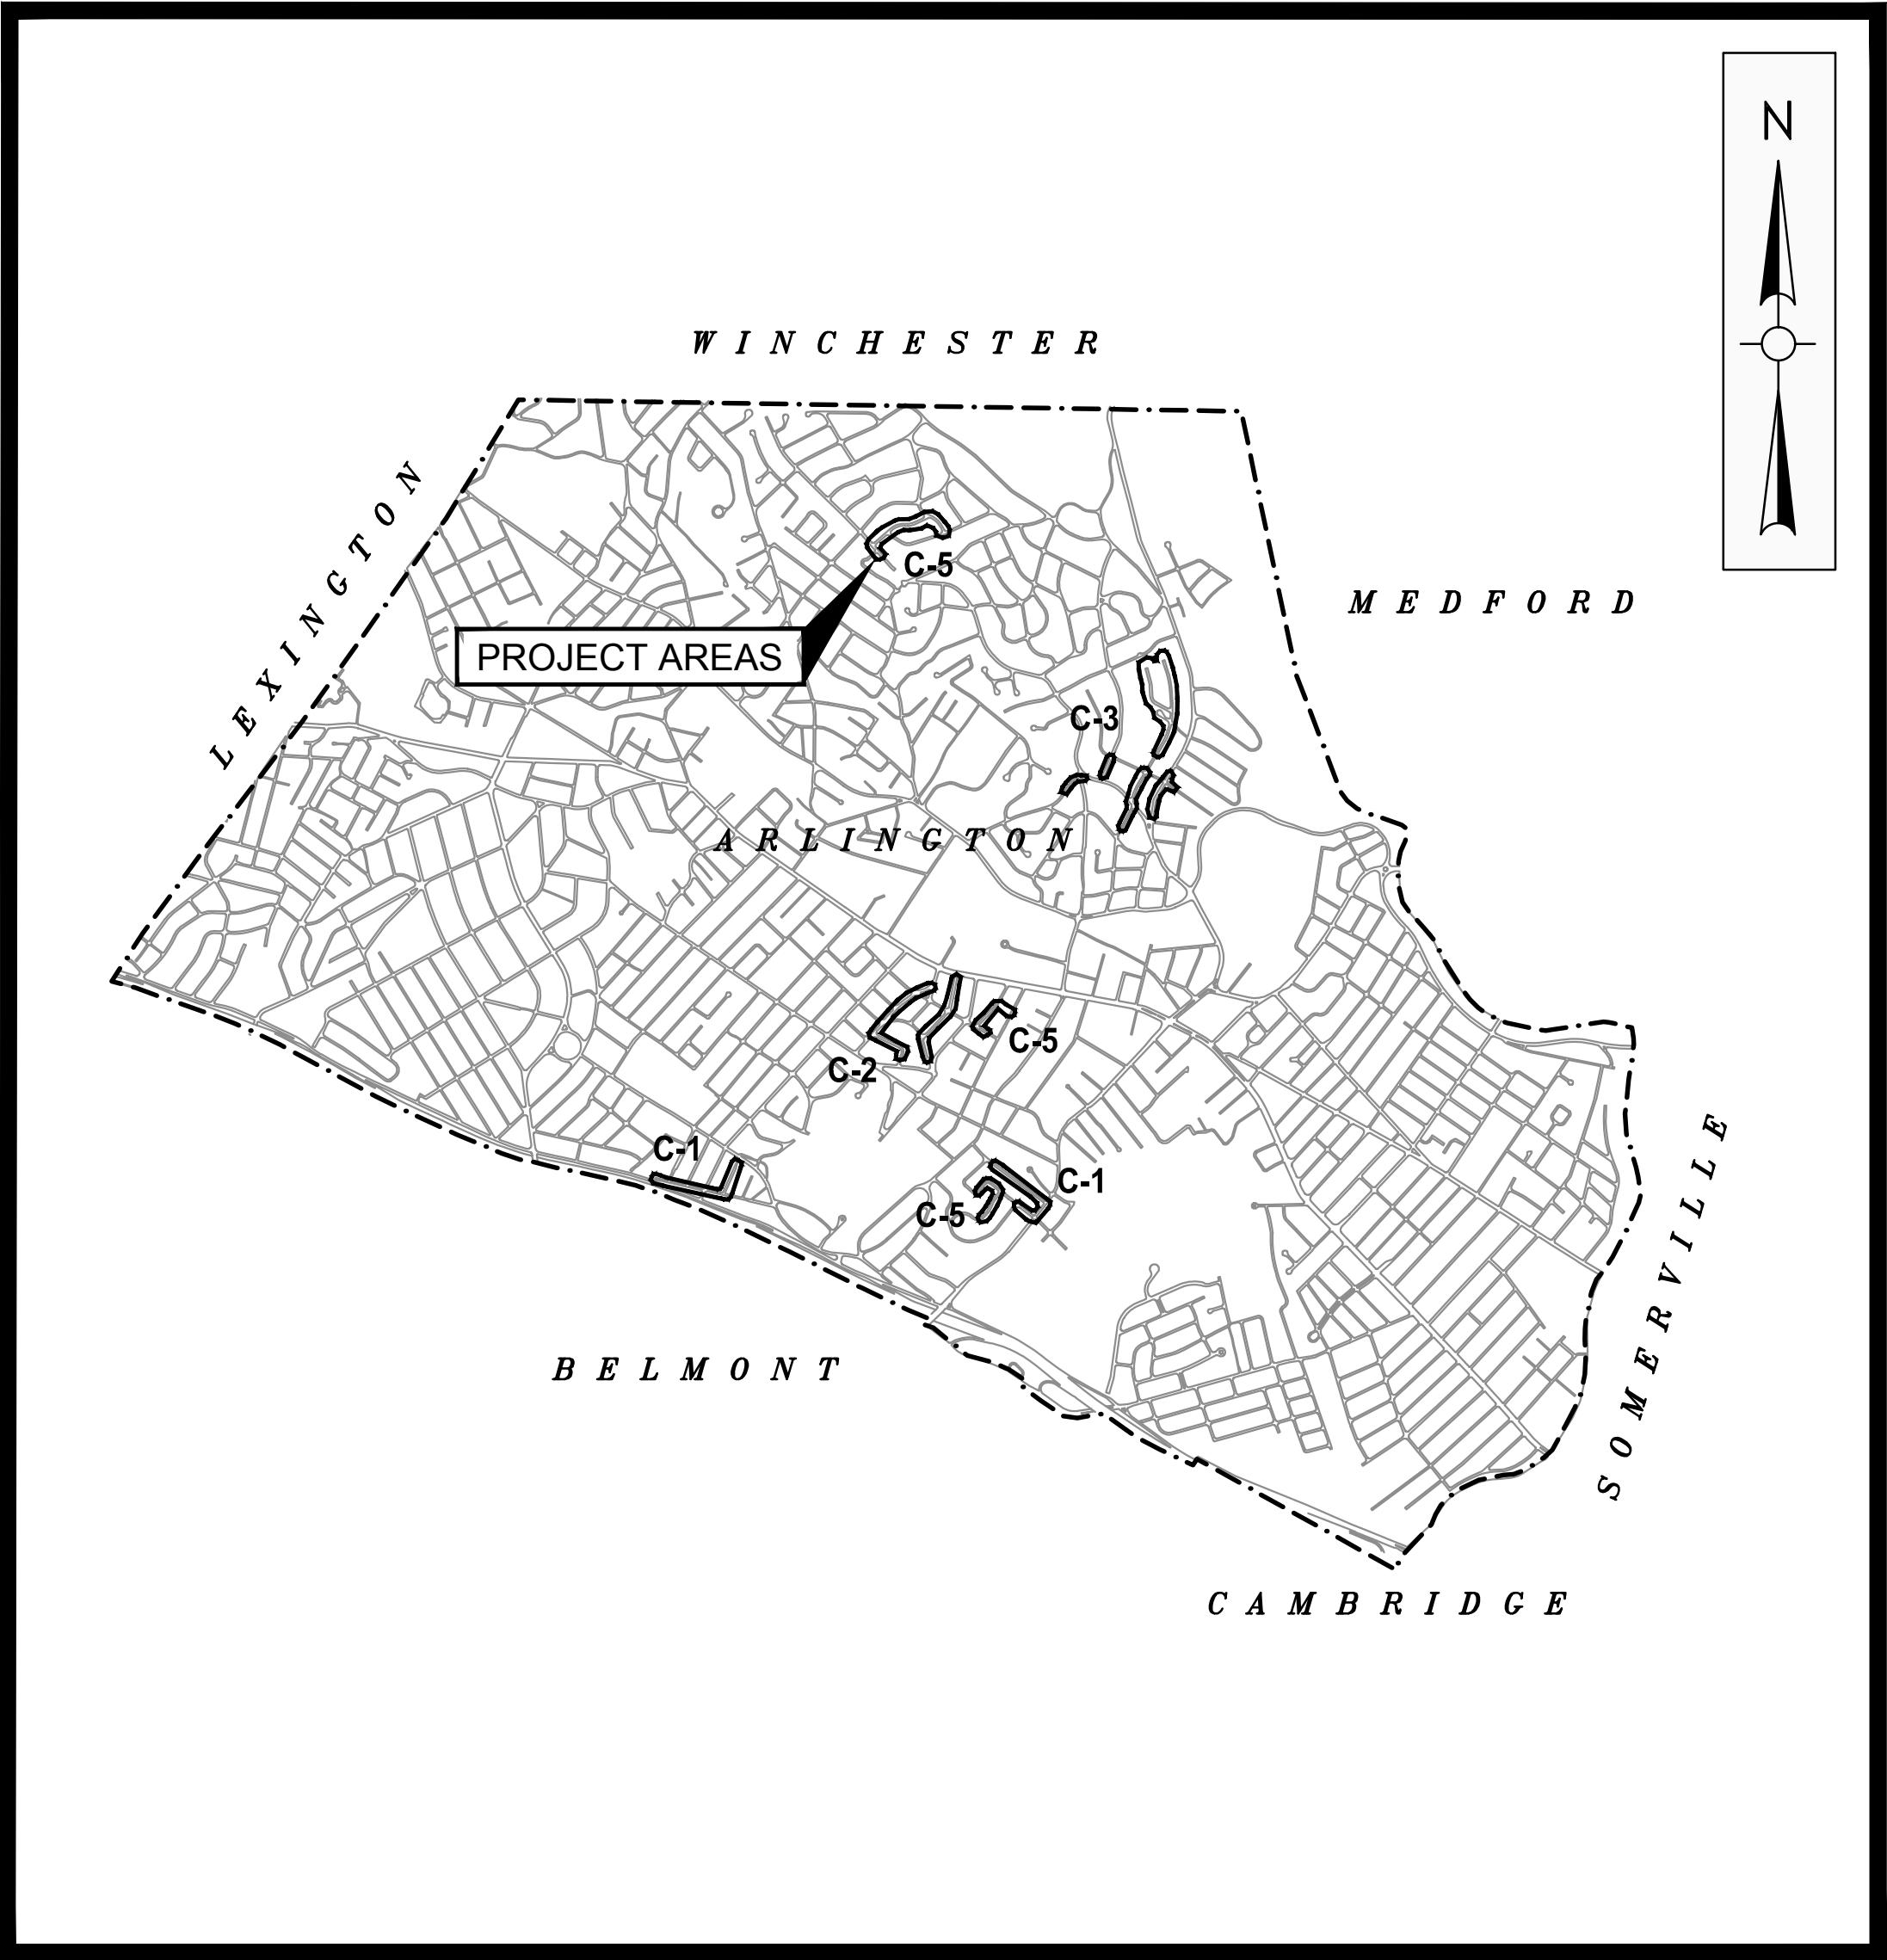 N
WINCHESTER
LEXINGTON
C-5
MEDFORD
PROJECT AREAS
C-3
ARLINGTON
C-5
C-2
C-1
C-1
C-5
SOMERVILLE
BELMONT
CAMBRIDGE